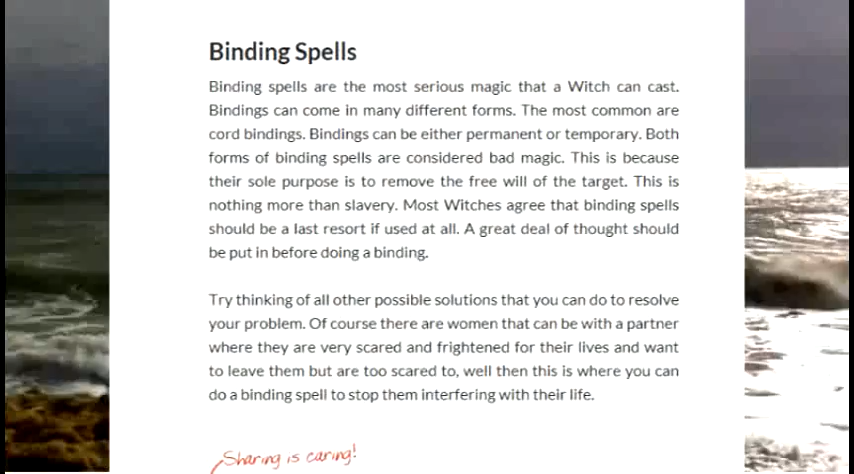 Binding Spells
Binding spells are the most serious magic that a Witch can cast.
Bindings can come in many different forms. The most common are
cord bindings. Bindings can be either permanent or temporary. Both
forms of binding spells are considered bad magic. This is because
their sole purpose is to remove the free will of the target. This is
nothing more than slavery. Most Witches agree that binding spells
should be a last resort if used at all. A great deal of thought should
be put in before doing a binding.
Try thinking of all other possible solutions that you can do to resolve
your problem. Of course there are women that can be with a partner
where they are very scared and frightened for their lives and want
to leave them but are too scared to, well then this is where you can
do a binding spell to stop them interfering with their life.
Sharing is caring!